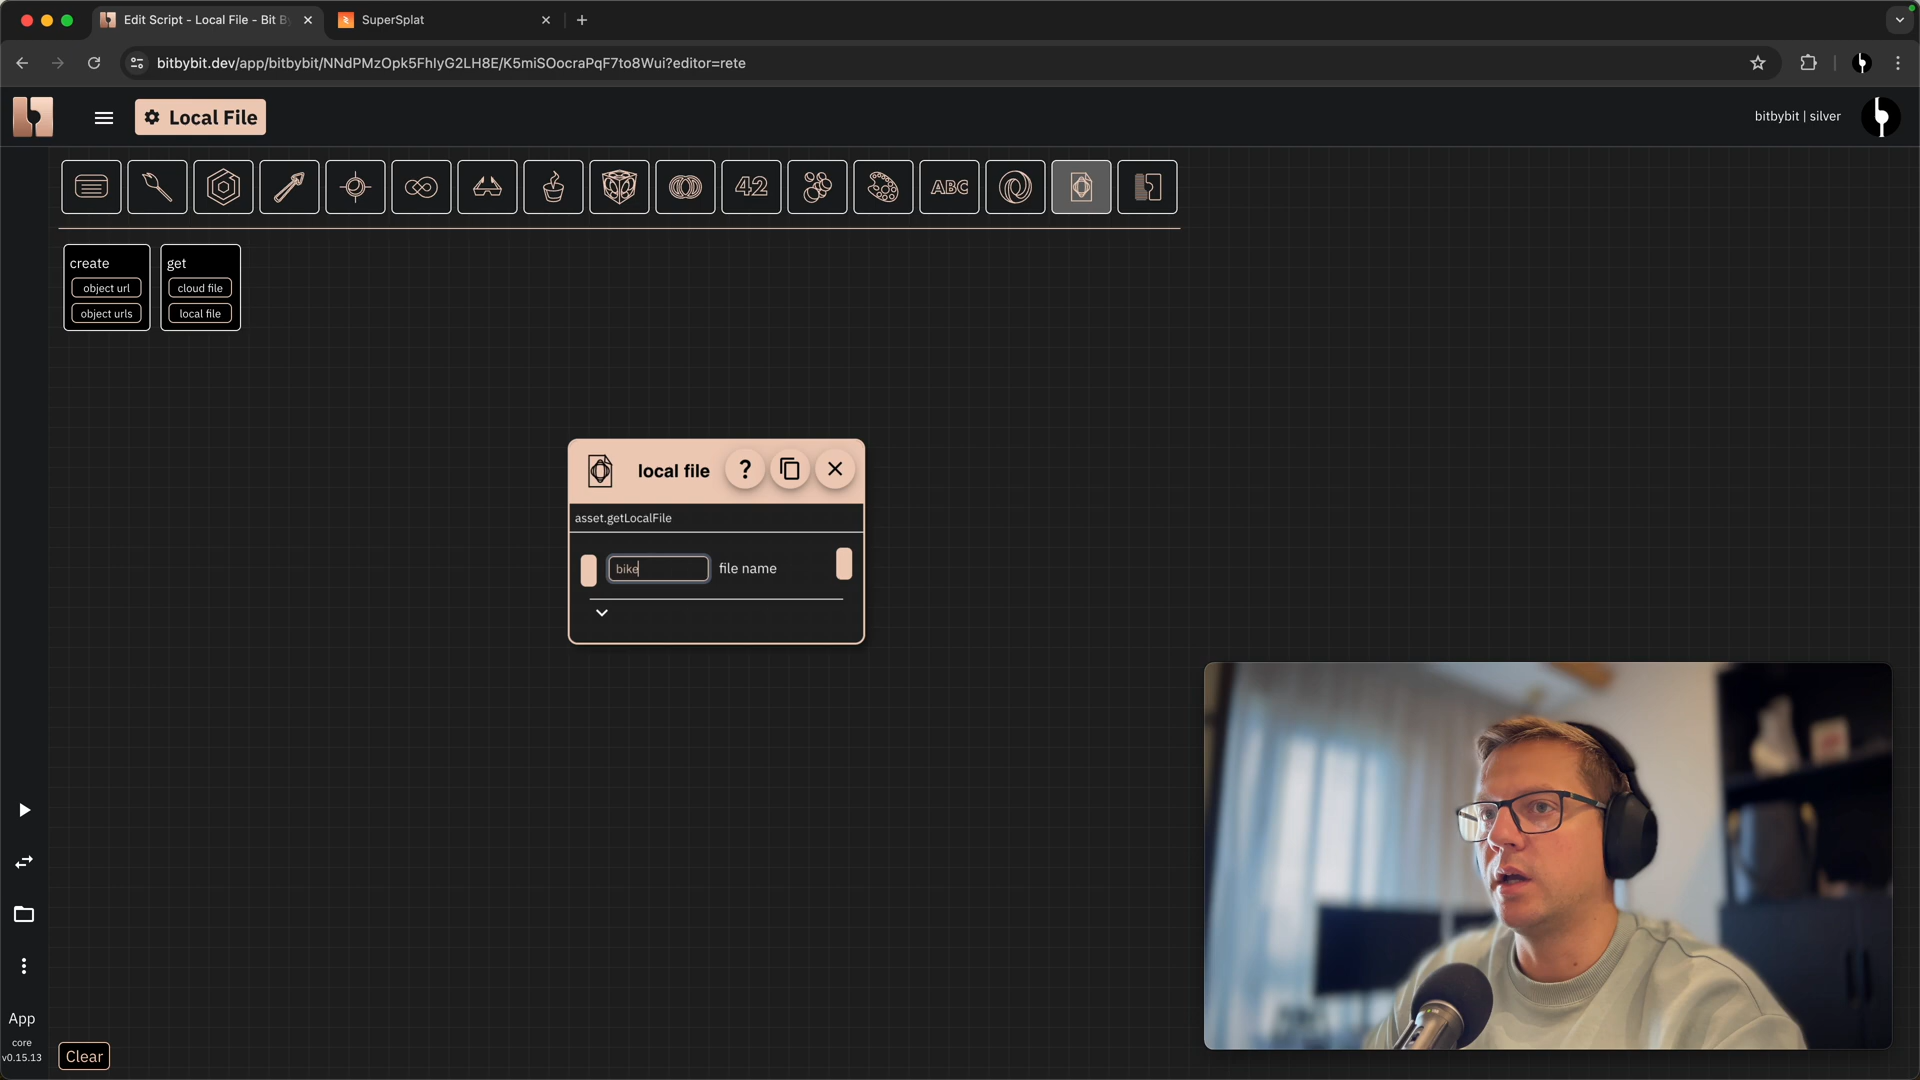 Edit Script - Local File - Bit B
SuperSplat
bitbybit.dev/app/bitbybit/NNdPMzOpk5FhIyG2LH8E/K5miSOocraPqF7to8Wui?editor=rete
Local File
bitbybit | silver
42
ABC
create
object url
object urls
get
cloud file
local file
local file
?
asset.getLocalFile
bike
file name
App
core
v0.15.13
Clear